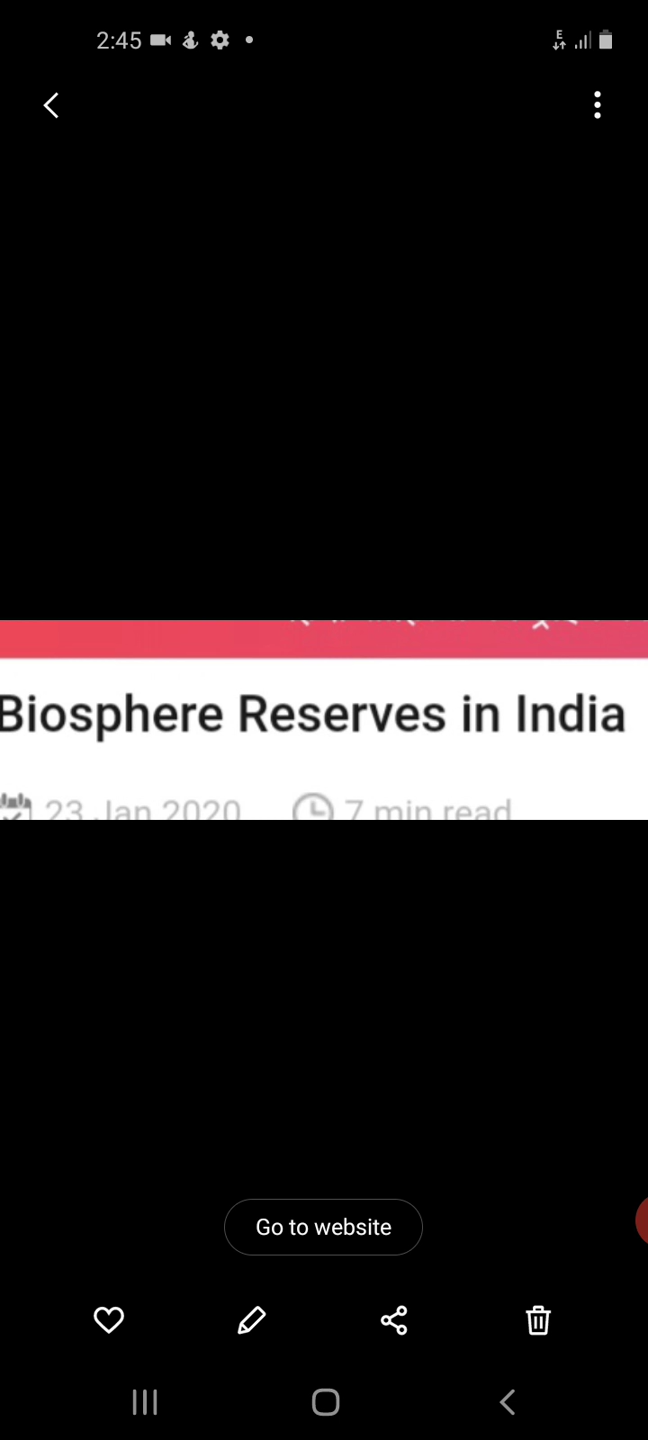 2:45
E
Biosphere Reserves in India
23 Jan 2020 7 min read
Go to website